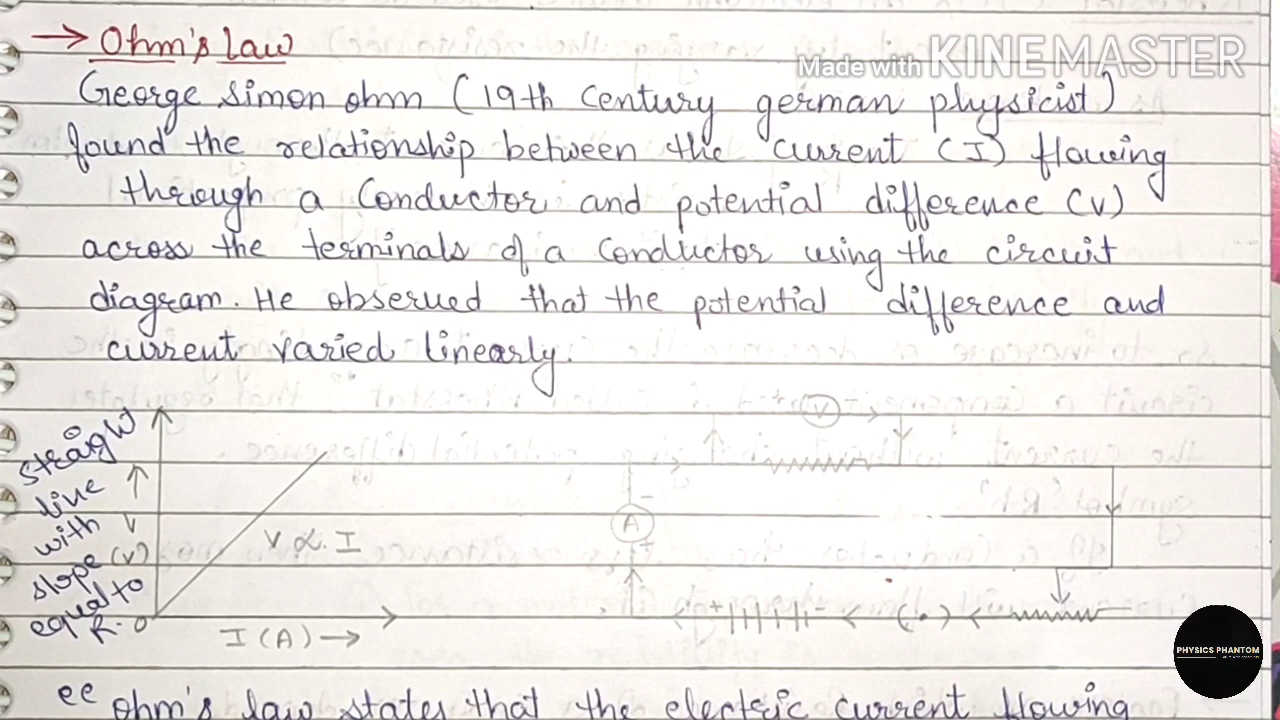 → Ohm's law
Made with KINEMASTER
George Simon ohm (19th Century german physicist)
found the relationship between the current (I) flowing
through a Conductor and potential difference (V)
across the terminals of a Conductor using the circuit
diagram. He observed that the potential difference and
current varied linearly.
straight
line
with
slope
equal to
R.
V
(V)
V ∝ I
O
I (A) →
+ V
-
A
+
+ -
(.)
PHYSICS PHANTOM
ee ohm's law states that the electric current flowing